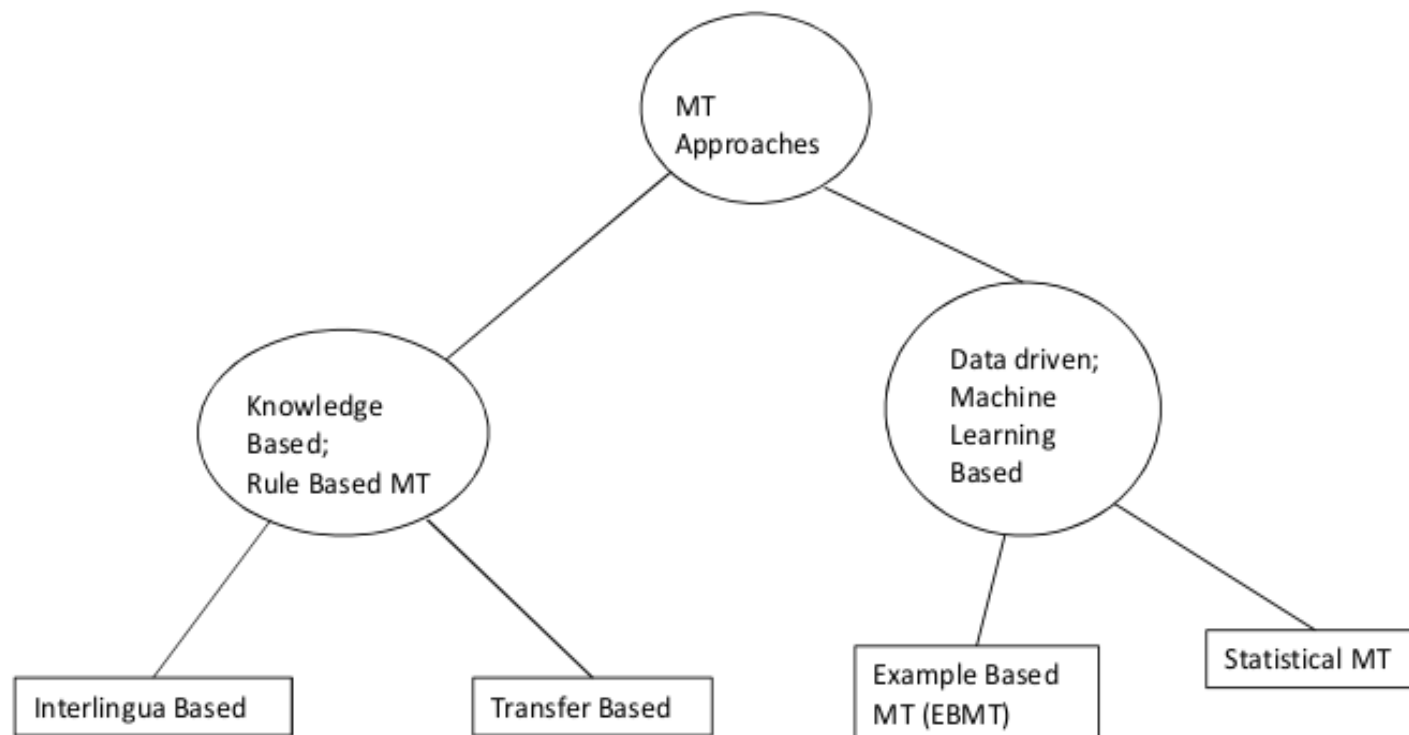 MT
Approaches
Knowledge
Based;
Rule Based MT
Data driven;
Machine
Learning
Based
Interlingua Based
Transfer Based
Example Based
MT (EBMT)
Statistical MT